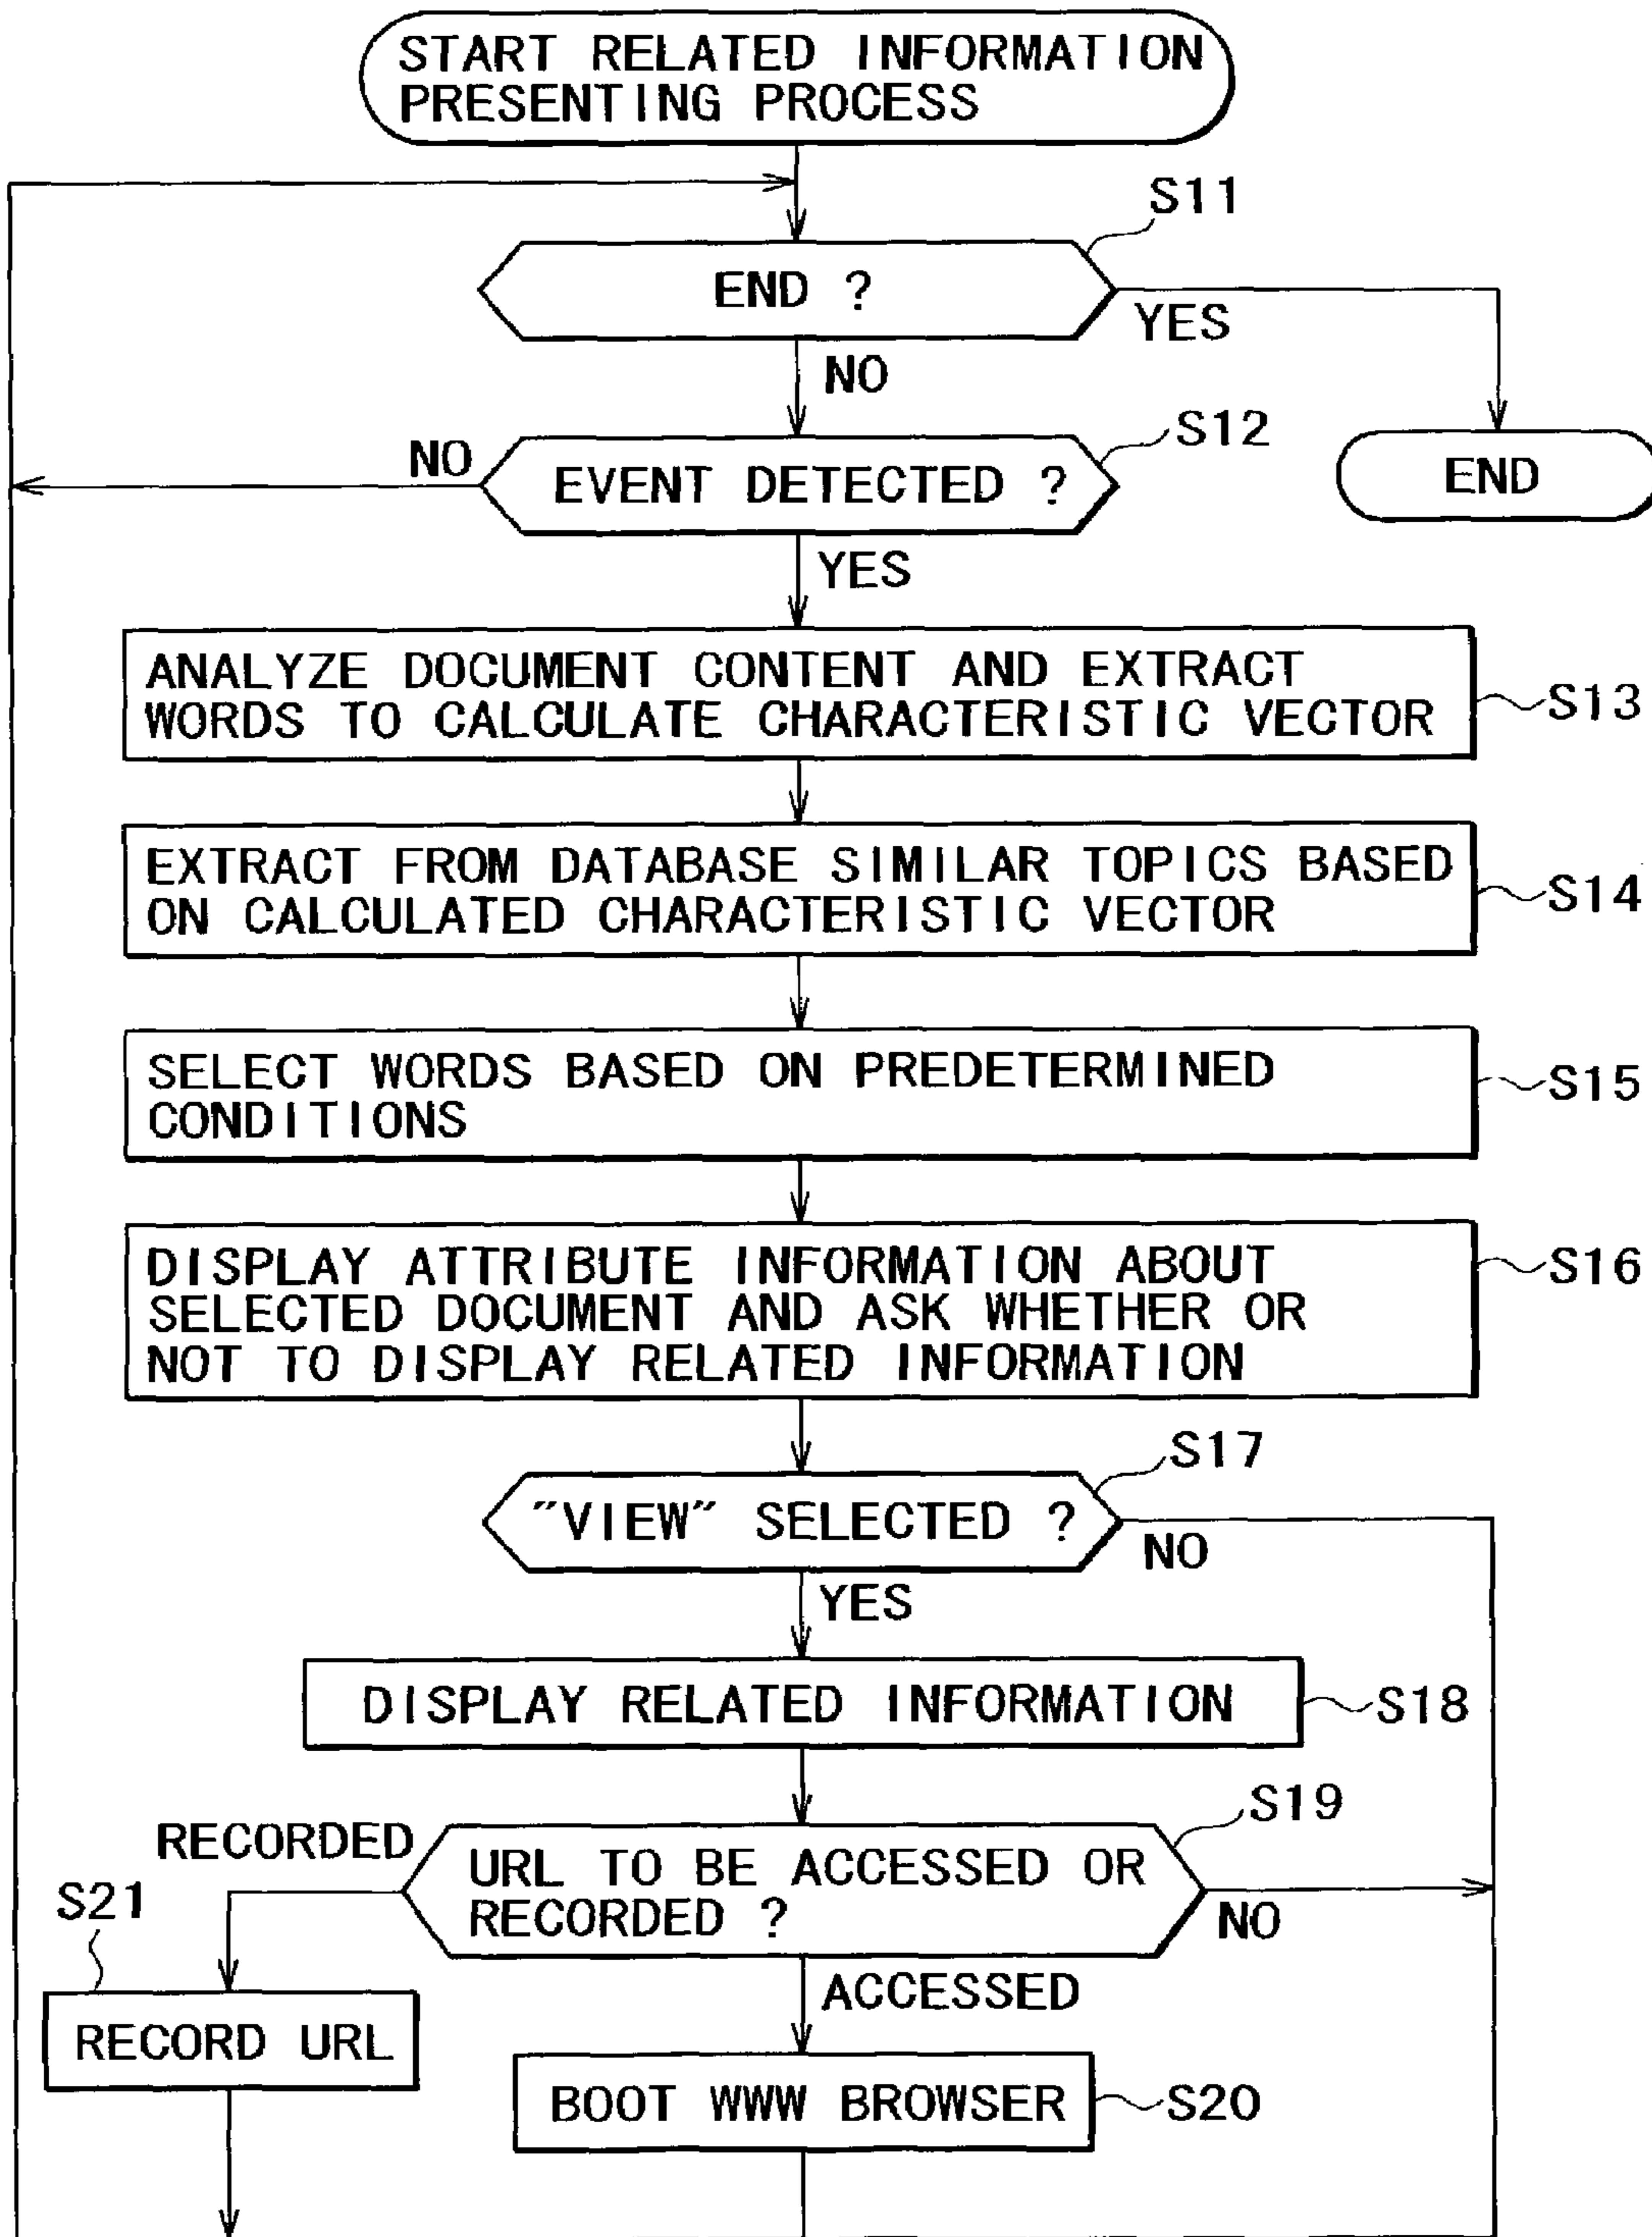 START RELATED INFORMATION
PRESENTING PROCESS
S11
END ?
YES
NO
S12
NO
EVENT DETECTED ?
END
YES
ANALYZE DOCUMENT CONTENT AND EXTRACT
WORDS TO CALCULATE CHARACTERISTIC VECTOR
S13
EXTRACT FROM DATABASE SIMILAR TOPICS BASED
ON CALCULATED CHARACTERISTIC VECTOR
S14
SELECT WORDS BASED ON PREDETERMINED
CONDITIONS
S15
DISPLAY ATTRIBUTE INFORMATION ABOUT
SELECTED DOCUMENT AND ASK WHETHER OR
NOT TO DISPLAY RELATED INFORMATION
S16
S17
"VIEW" SELECTED ?
NO
YES
DISPLAY RELATED INFORMATION
S18
S19
RECORDED
URL TO BE ACCESSED OR
RECORDED ?
NO
S21
ACCESSED
RECORD URL
BOOT WWW BROWSER
S20